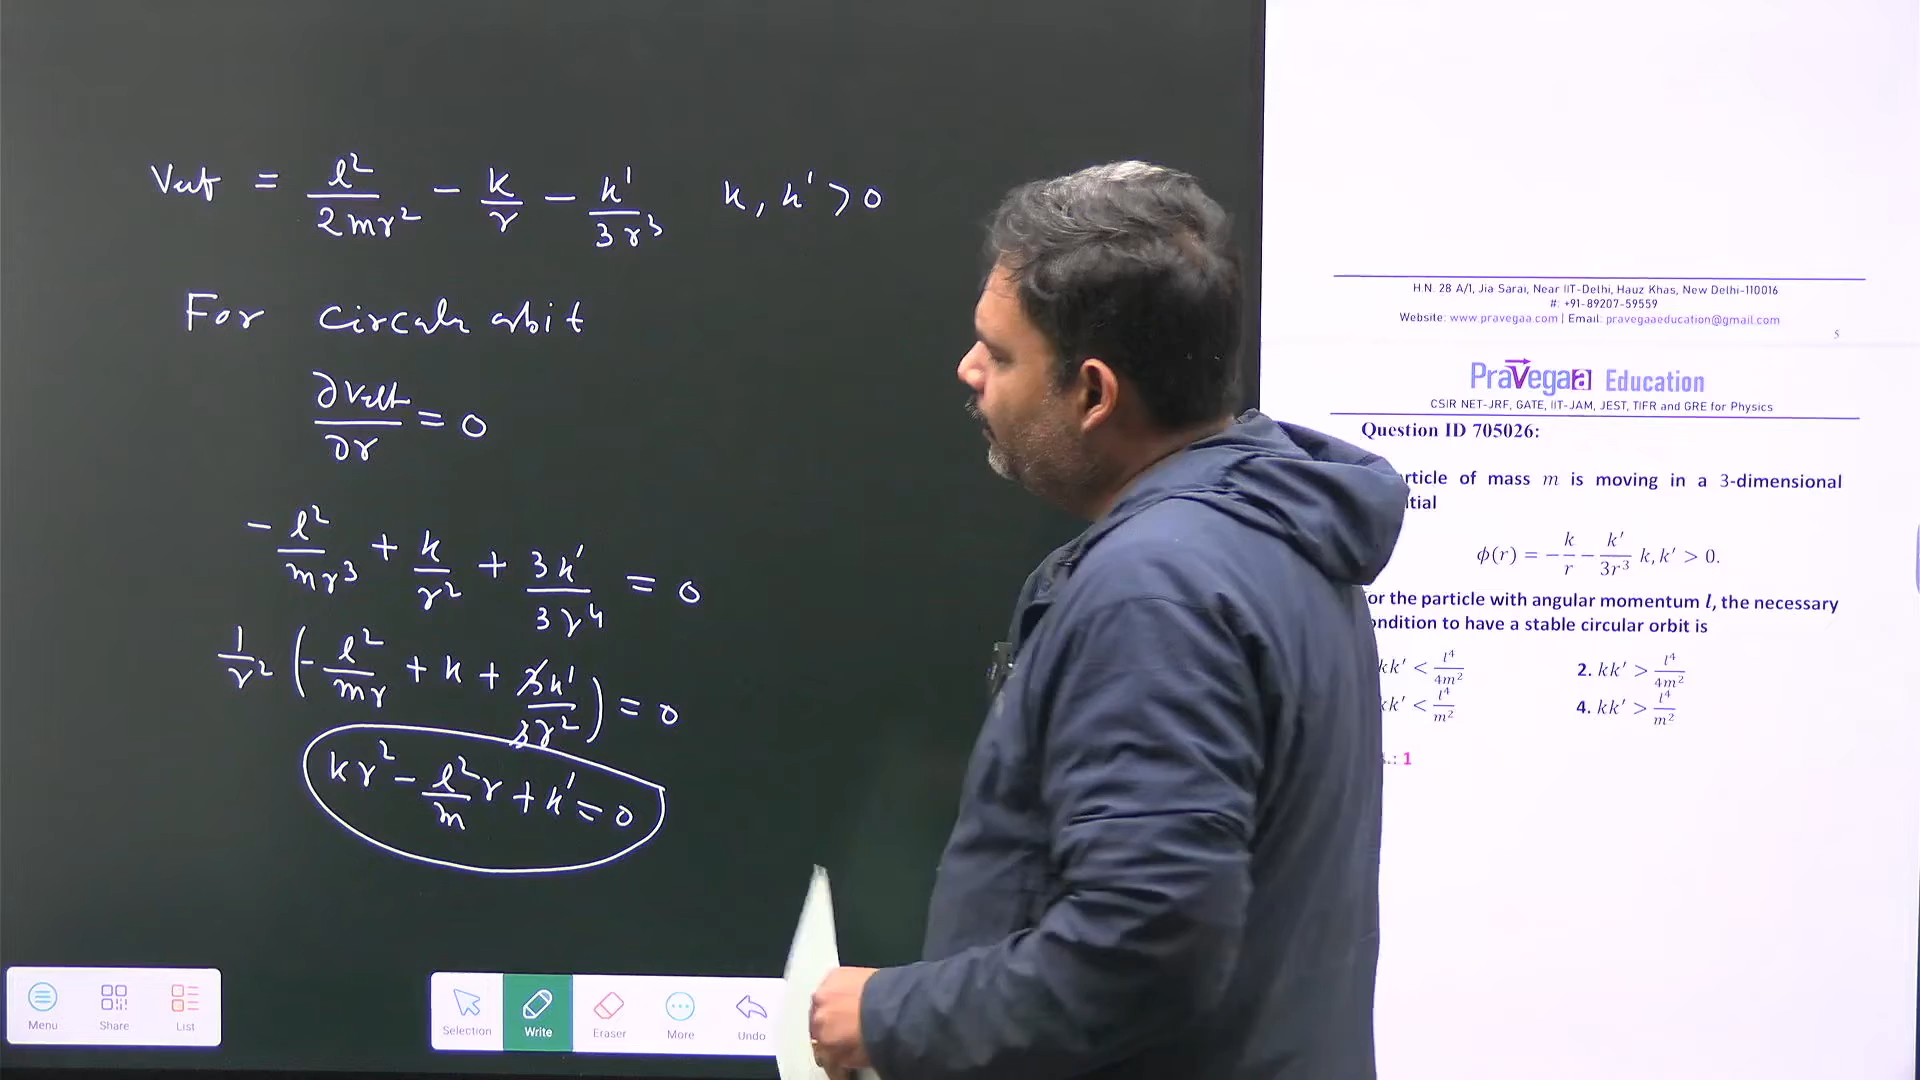 Veff = l²/2mr² - k/r - k'/3r³ k, k' > 0
For circular orbit
∂Veff/∂r = 0
- l²/mr³ + k/r² + 3k'/3r⁴ = 0
1/r² (- l²/mr + k + 3k'/3r²) = 0
kr² - l²/m r + k' = 0
Menu
Share
List
Selection
Write
Eraser
More
Undo
H.N. 28 A/1, Jia Sarai, Near IIT-Delhi, Hauz Khas, New Delhi-110016
#: +91-89207-59559
Website: www.pravegaa.com | Email: pravegaaeducation@gmail.com
5
Pravegaa Education
CSIR NET-JRF, GATE, IIT-JAM, JEST, TIFR and GRE for Physics
Question ID 705026:
rticle of mass m is moving in a 3-dimensional
tial
ϕ(r) = − k/r − k'/3r³ k, k' > 0.
or the particle with angular momentum l, the necessary
ondition to have a stable circular orbit is
kk' < l⁴/4m² 2. kk' > l⁴/4m²
kk' < l⁴/m² 4. kk' > l⁴/m²
.: 1